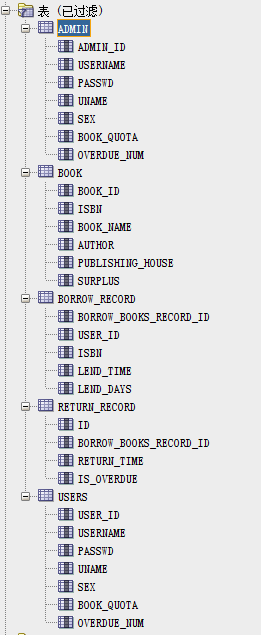 表 (已过滤)
ADMIN
ADMIN_ID
USERNAME
PASSWD
UNAME
SEX
BOOK_QUOTA
OVERDUE_NUM
BOOK
BOOK_ID
ISBN
BOOK_NAME
AUTHOR
PUBLISHING_HOUSE
SURPLUS
BORROW_RECORD
BORROW_BOOKS_RECORD_ID
USER_ID
ISBN
LEND_TIME
LEND_DAYS
RETURN_RECORD
ID
BORROW_BOOKS_RECORD_ID
RETURN_TIME
IS_OVERDUE
USERS
USER_ID
USERNAME
PASSWD
UNAME
SEX
BOOK_QUOTA
OVERDUE_NUM